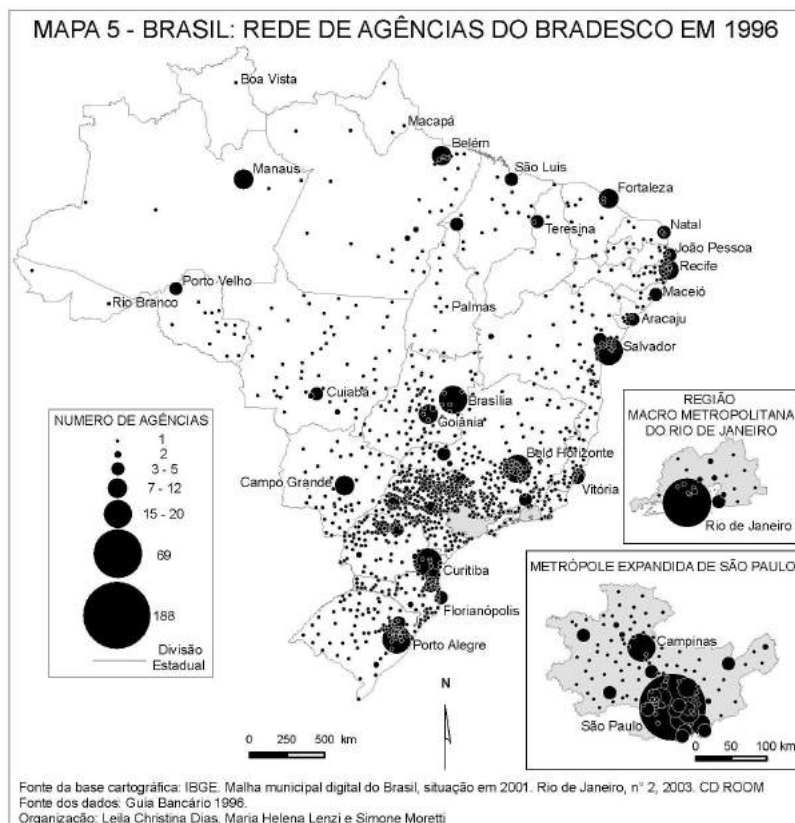 MAPA 5 - BRASIL: REDE DE AGÊNCIAS DO BRADESCO EM 1996
Boa Vista
Macapá
Belém
São Luis
Manaus
Fortaleza
Teresina
Natal
João Pessoa
Recife
Porto Velho
Maceió
Rio Branco
Palmas
Aracaju
Salvador
Cuiabá
Brasília
Goiânia
Belo Horizonte
Campo Grande
Vitória
Curitiba
Florianópolis
Porto Alegre
NUMERO DE AGÊNCIAS
1
2
3 - 5
7 - 12
15 - 20
69
188
Divisão
Estadual
REGIÃO
MACRO METROPOLITANA
DO RIO DE JANEIRO
Rio de Janeiro
METRÓPOLE EXPANDIDA DE SÃO PAULO
Campinas
São Paulo
0 50 100 km
N
0 250 500 km
Fonte da base cartográfica: IBGE. Malha municipal digital do Brasil, situação em 2001. Rio de Janeiro, n° 2, 2003. CD ROOM
Fonte dos dados: Guia Bancário 1996.
Organização: Leila Christina Dias, Maria Helena Lenzi e Simone Moretti